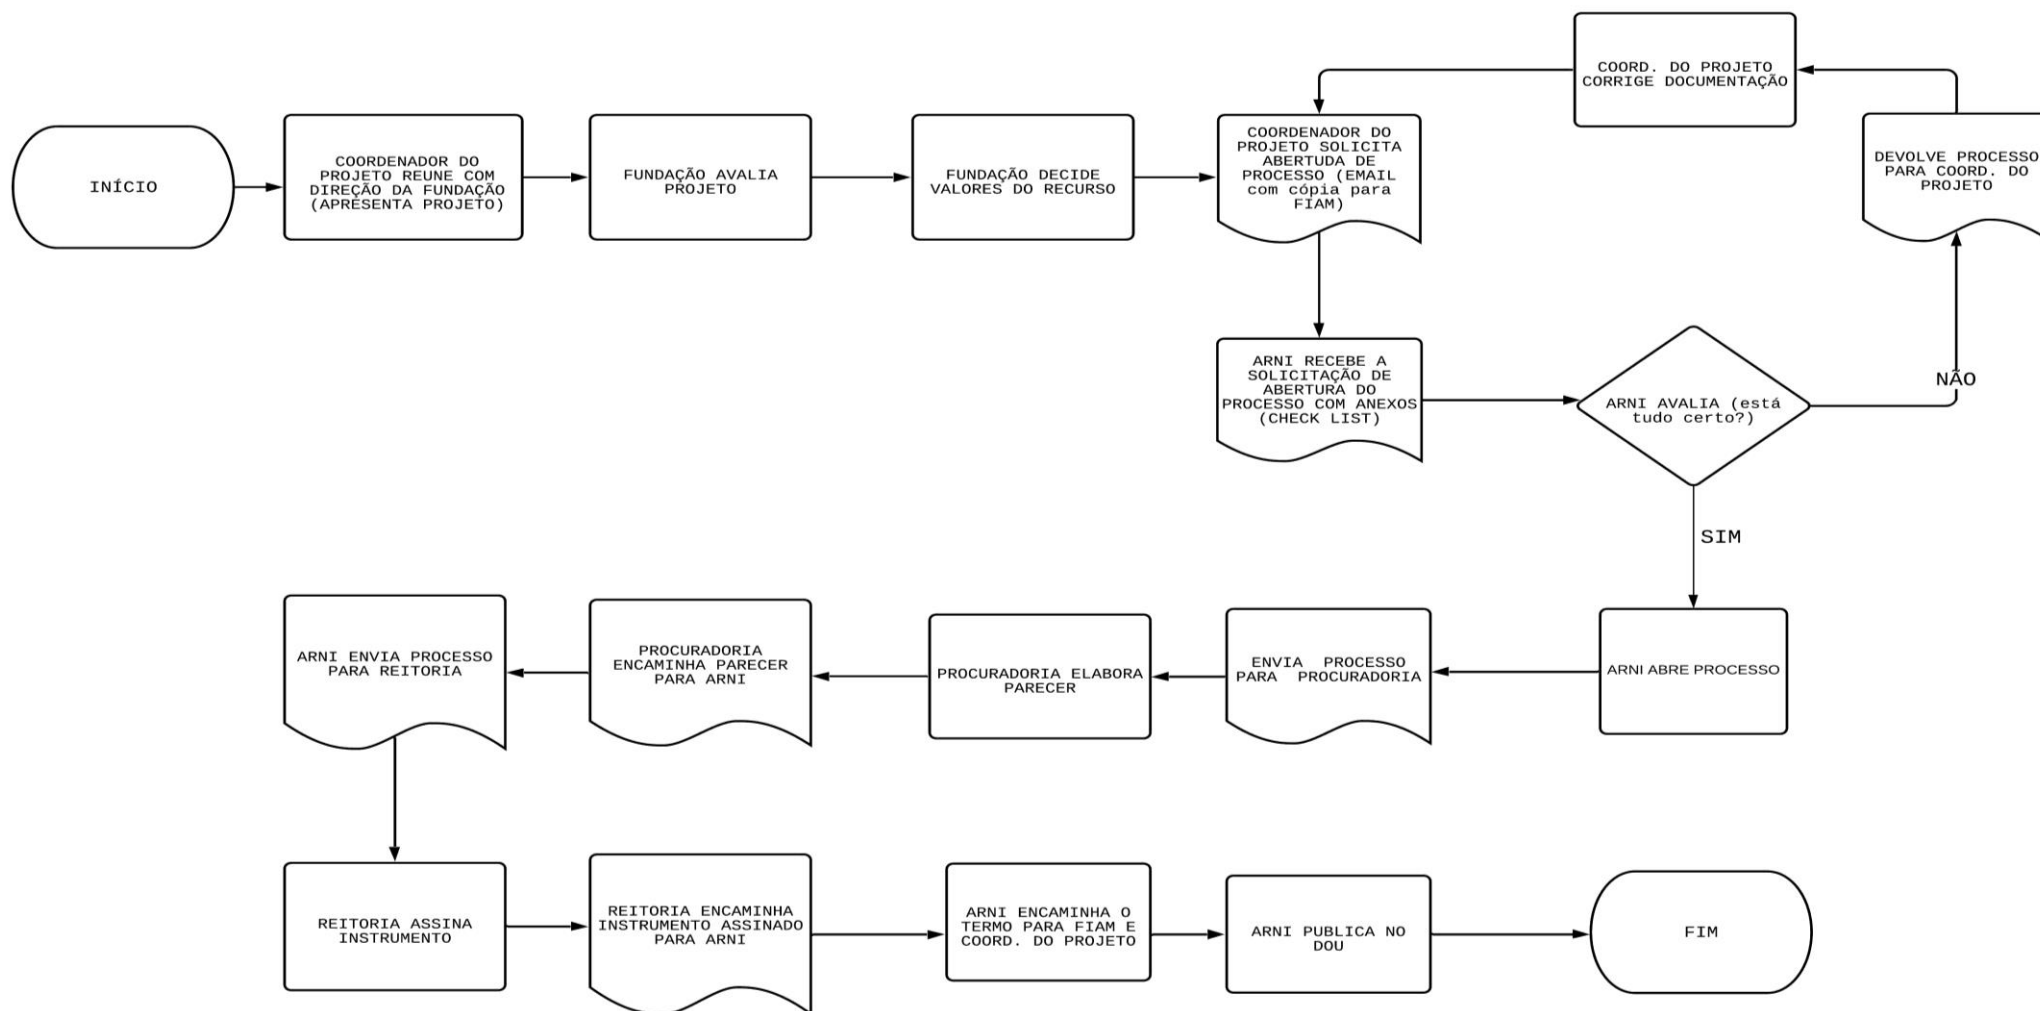 INÍCIO
COORDENADOR DO
PROJETO REUNE COM
DIREÇÃO DA FUNDAÇÃO
(APRESENTA PROJETO)
FUNDAÇÃO AVALIA
PROJETO
FUNDAÇÃO DECIDE
VALORES DO RECURSO
COORDENADOR DO
PROJETO SOLICITA
ABERTUDA DE
PROCESSO (EMAIL
com cópia para
FIAM)
COORD. DO PROJETO
CORRIGE DOCUMENTAÇÃO
DEVOLVE PROCESSO
PARA COORD. DO
PROJETO
ARNI RECEBE A
SOLICITAÇÃO DE
ABERTURA DO
PROCESSO COM ANEXOS
(CHECK LIST)
ARNI AVALIA (está
tudo certo?)
NÃO
SIM
ARNI ABRE PROCESSO
ENVIA PROCESSO
PARA PROCURADORIA
PROCURADORIA ELABORA
PARECER
PROCURADORIA
ENCAMINHA PARECER
PARA ARNI
ARNI ENVIA PROCESSO
PARA REITORIA
REITORIA ASSINA
INSTRUMENTO
REITORIA ENCAMINHA
INSTRUMENTO ASSINADO
PARA ARNI
ARNI ENCAMINHA O
TERMO PARA FIAM E
COORD. DO PROJETO
ARNI PUBLICA NO
DOU
FIM